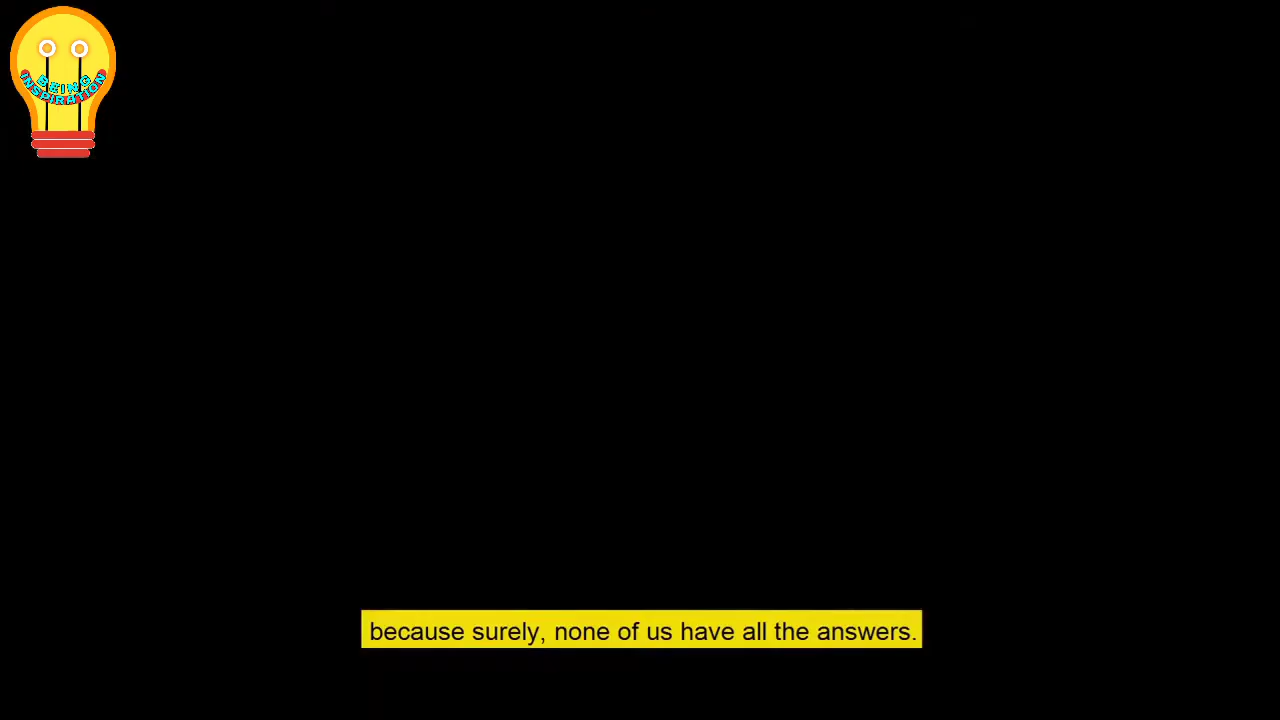 BEING
INSPIRATION
because surely, none of us have all the answers.